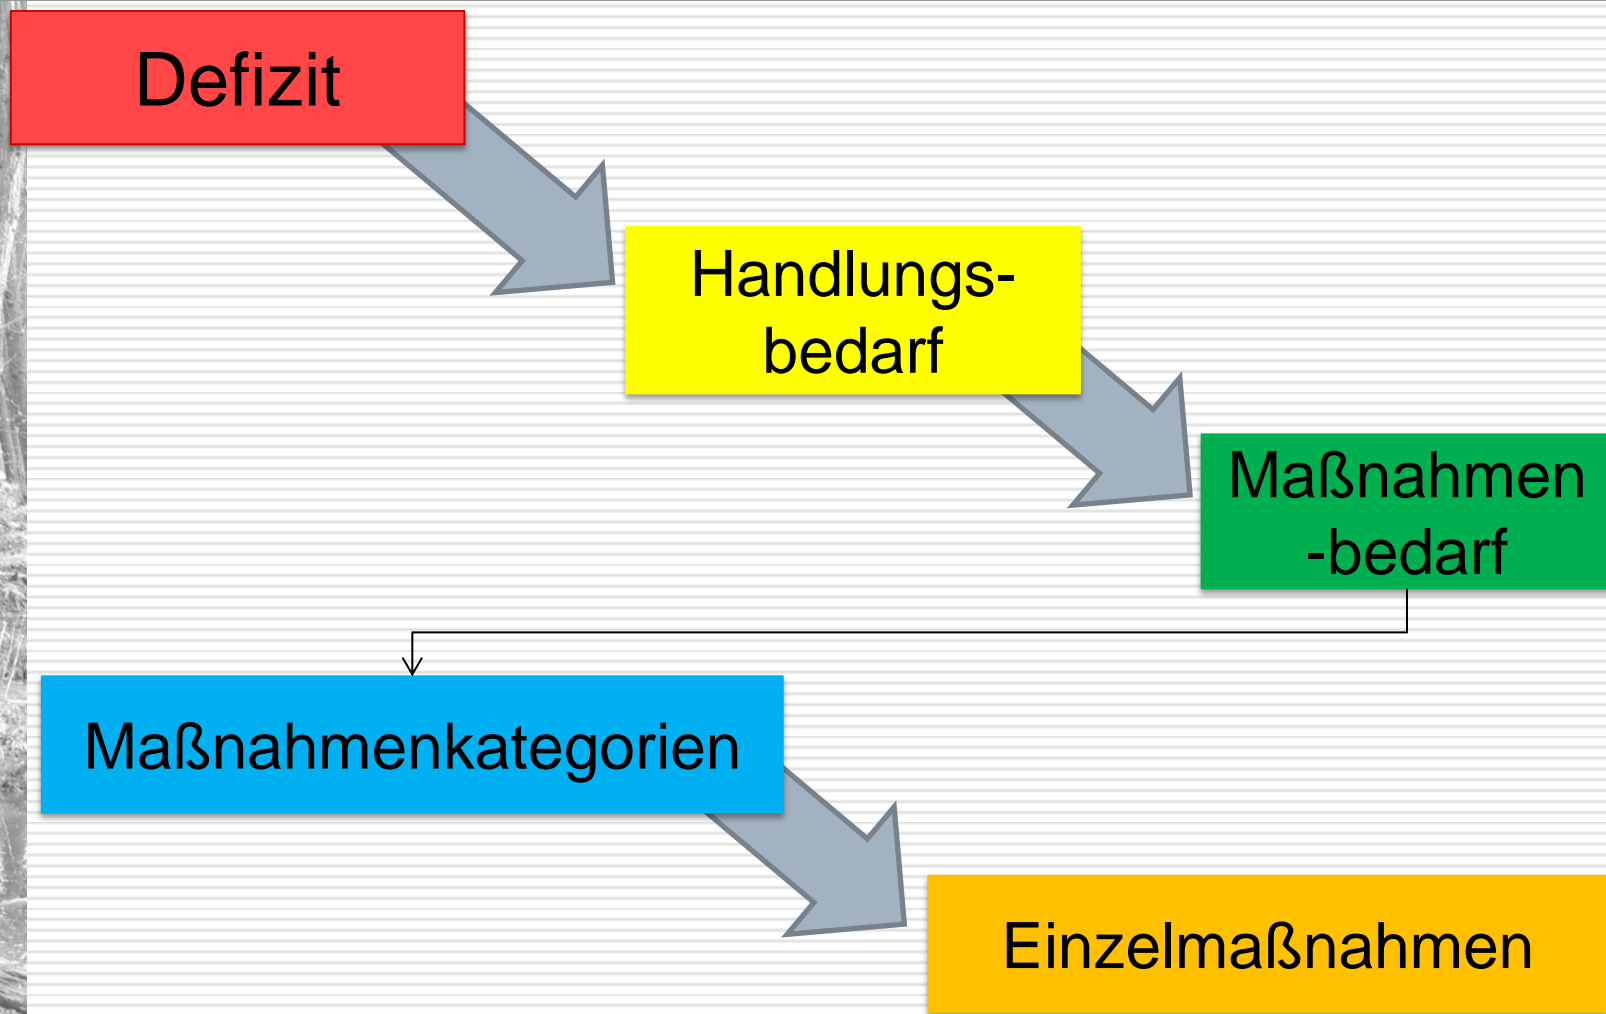 Defizit
Handlungs-
bedarf
Maßnahmen
-bedarf
Maßnahmenkategorien
Einzelmaßnahmen